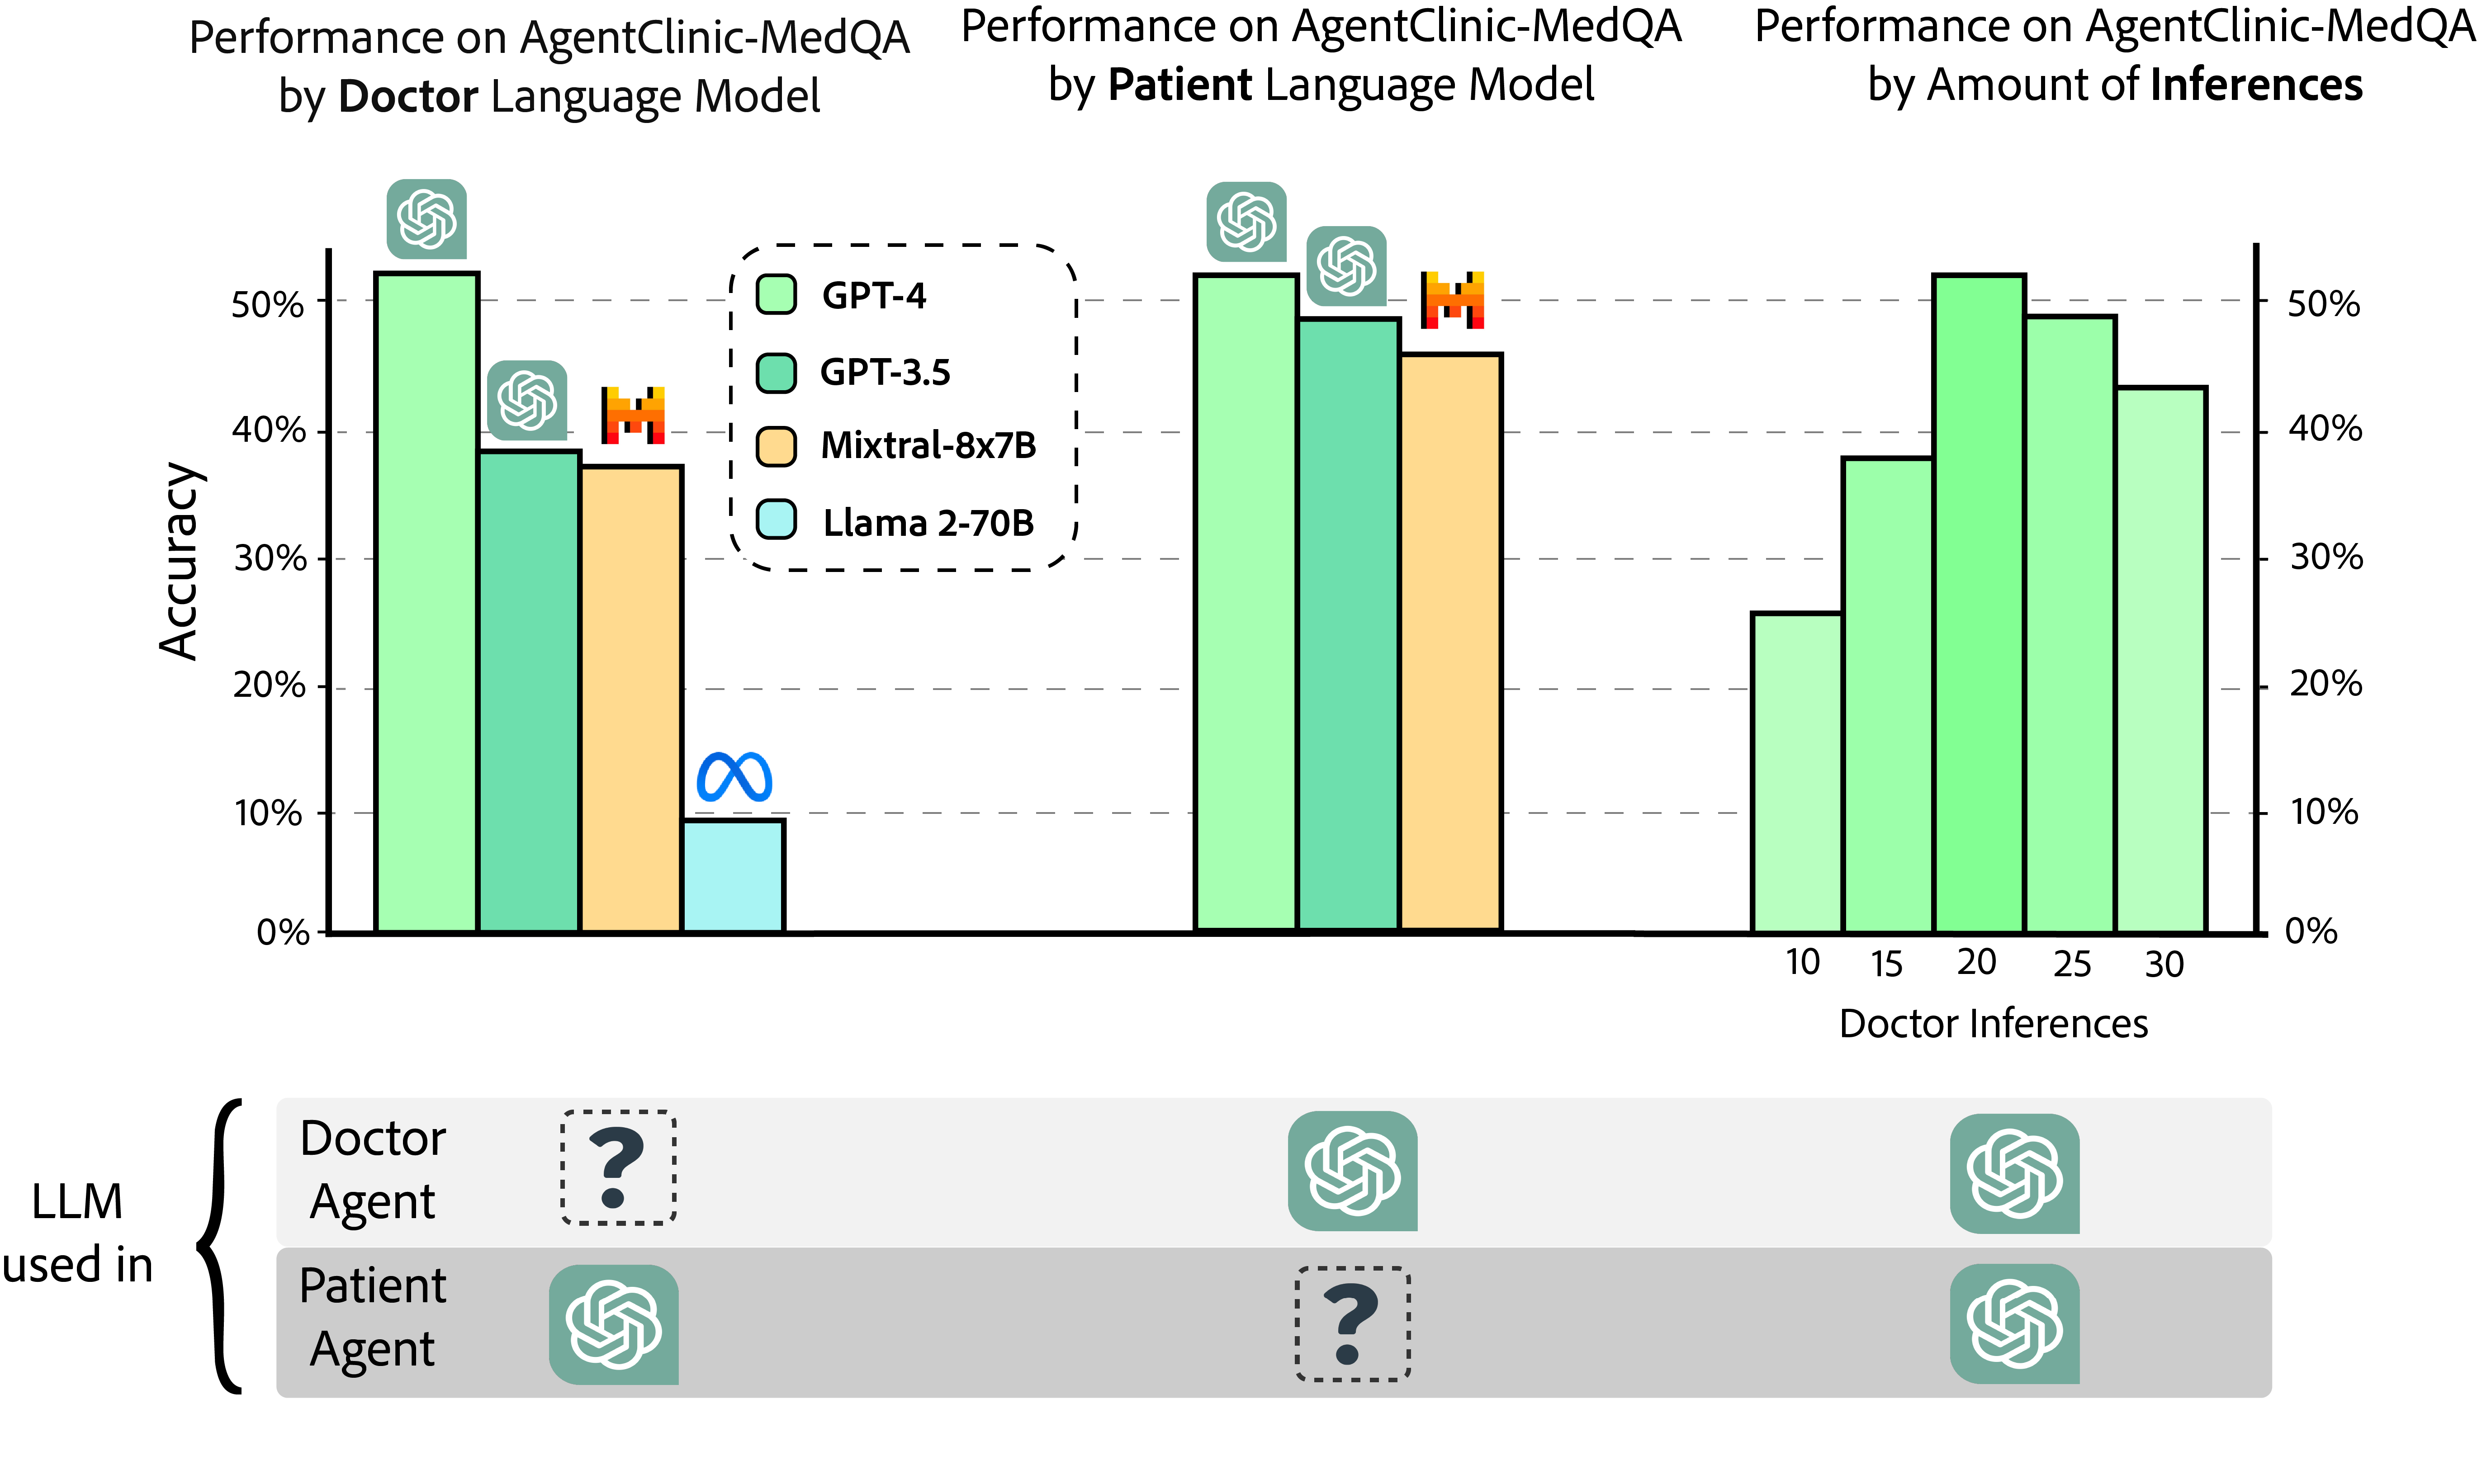 Performance on AgentClinic-MedQA
by Doctor Language Model
Performance on AgentClinic-MedQA
by Patient Language Model
Performance on AgentClinic-MedQA
by Amount of Inferences
Accuracy
50%
40%
30%
20%
10%
0%
GPT-4
GPT-3.5
Mixtral-8x7B
Llama 2-70B
50%
40%
30%
20%
10%
0%
10 15 20 25 30
Doctor Inferences
LLM
used in
Doctor
Agent
?
Patient
Agent
?